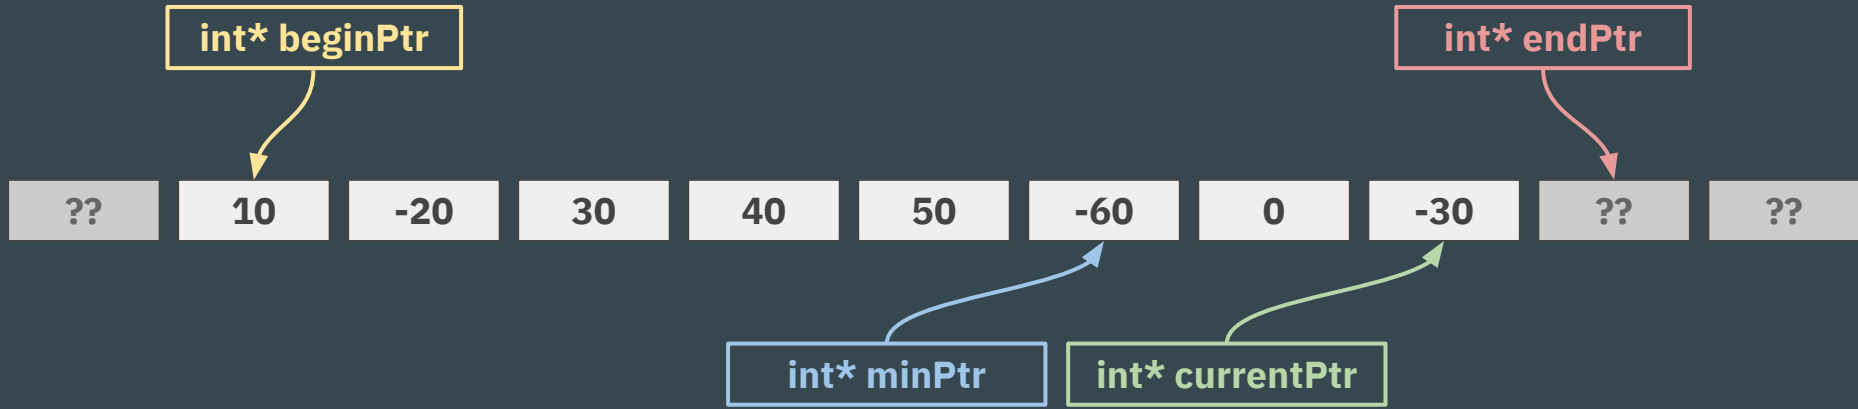 int* beginPtr
int* endPtr
?? 10 -20 30 40 50 -60 0 -30 ?? ??
int* minPtr
int* currentPtr